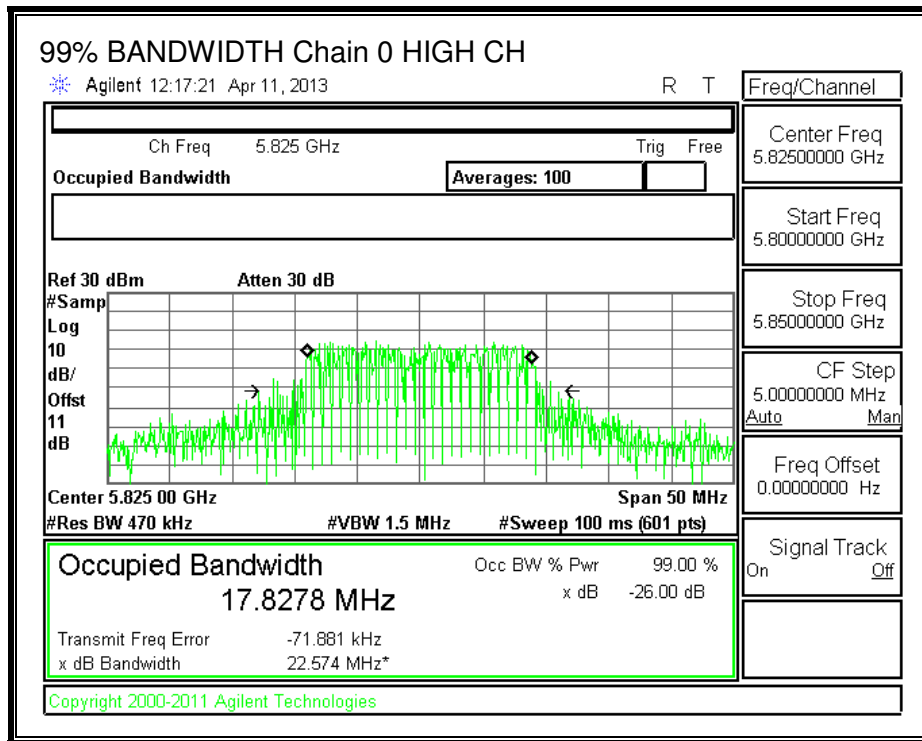 99% BANDWIDTH Chain 0 HIGH CH
Agilent 12:17:21 Apr 11, 2013 R T
Freq/Channel
Ch Freq 5.825 GHz Trig Free
Occupied Bandwidth Averages: 100
Center Freq
5.82500000 GHz
Start Freq
5.80000000 GHz
Stop Freq
5.85000000 GHz
CF Step
5.00000000 MHz
Auto Man
Freq Offset
0.00000000 Hz
Signal Track
On Off
Ref 30 dBm Atten 30 dB
#Samp
Log
10
dB/
Offst
11
dB
Center 5.825 00 GHz Span 50 MHz
#Res BW 470 kHz #VBW 1.5 MHz #Sweep 100 ms (601 pts)
Occupied Bandwidth Occ BW % Pwr 99.00 %
17.8278 MHz x dB -26.00 dB
Transmit Freq Error -71.881 kHz
x dB Bandwidth 22.574 MHz*
Copyright 2000-2011 Agilent Technologies